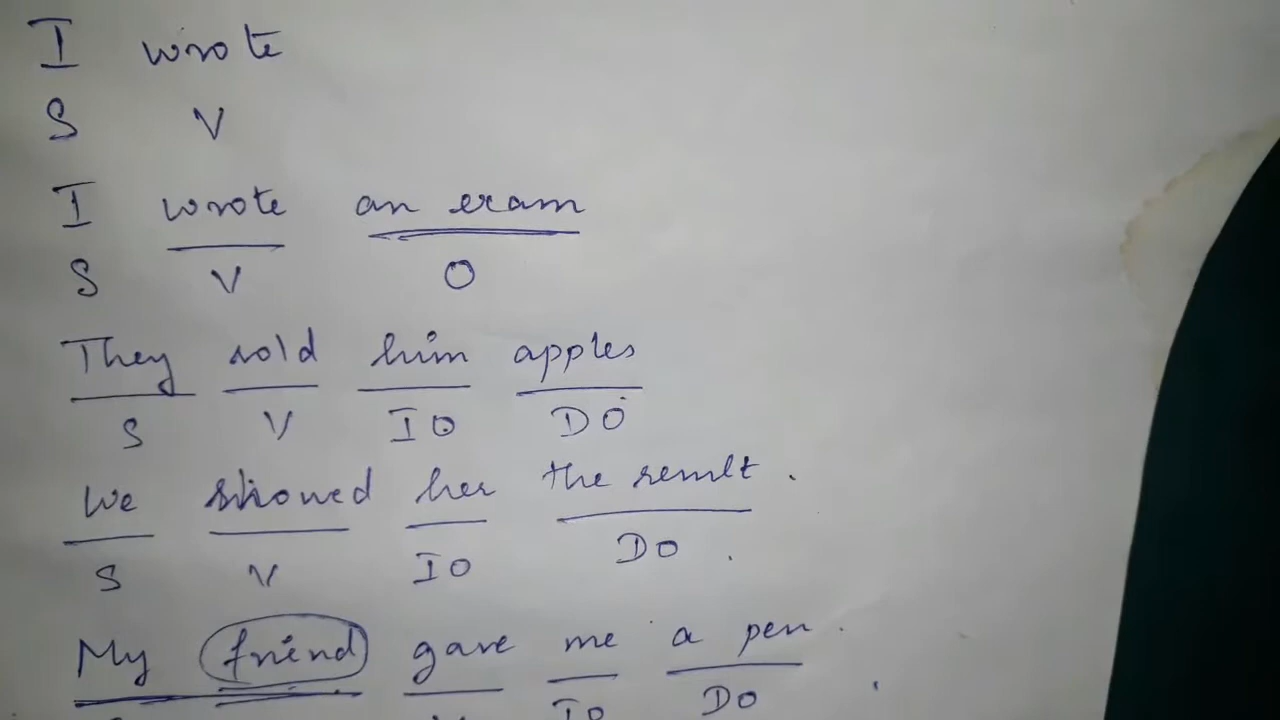 I wrote
S V
I wrote an exam
S V O
They sold him apples
S V IO DO
We showed her the result.
S V IO DO.
My friend gave me a pen.
IO DO